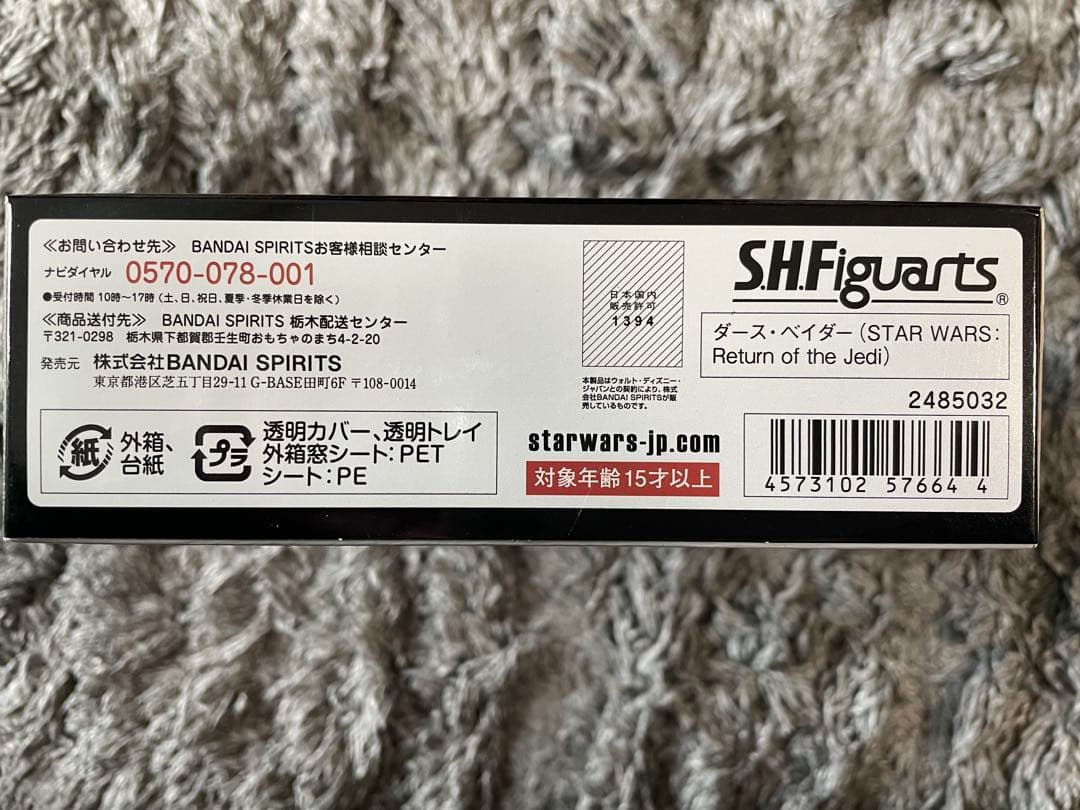 ≪お問い合わせ先≫ BANDAI SPIRITSお客様相談センター
ナビダイヤル 0570-078-001
●受付時間 10時〜17時（土、日、祝日、夏季・冬季休業日を除く）
≪商品送付先≫ BANDAI SPIRITS 栃木配送センター
〒321-0298 栃木県下都賀郡壬生町おもちゃのまち4-2-20
発売元 株式会社BANDAI SPIRITS
東京都港区芝五丁目29-11 G-BASE田町6F 〒108-0014
紙 外箱、
台紙
プラ 透明カバー、透明トレイ
外箱窓シート：PET
シート：PE
日本国内
販売許可
1394
本製品はウォルト・ディズニー・
ジャパンとの契約により、株式
会社BANDAI SPIRITSが販
売しているものです。
starwars-jp.com
対象年齢15才以上
S.H.Figuarts®
ダース・ベイダー（STAR WARS:
Return of the Jedi）
2485032
4573102 57664 4